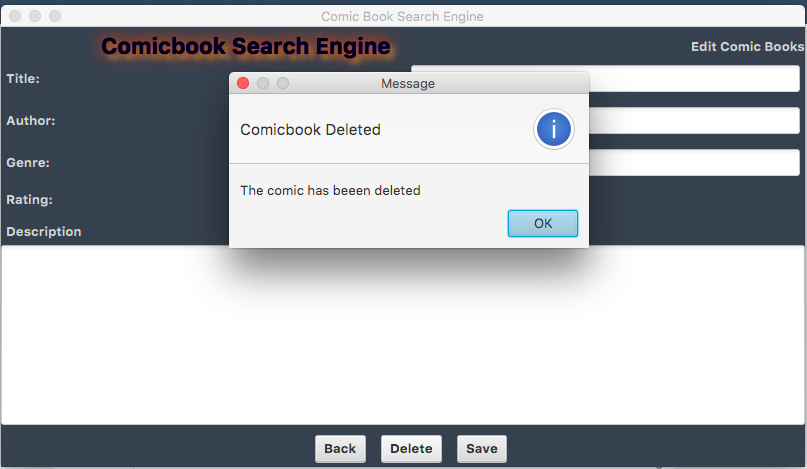 Comic Book Search Engine
Comicbook Search Engine
Edit Comic Books
Title:
Message
Comicbook Deleted
i
Author:
Genre:
The comic has beeen deleted
Rating:
OK
Description
Back Delete Save